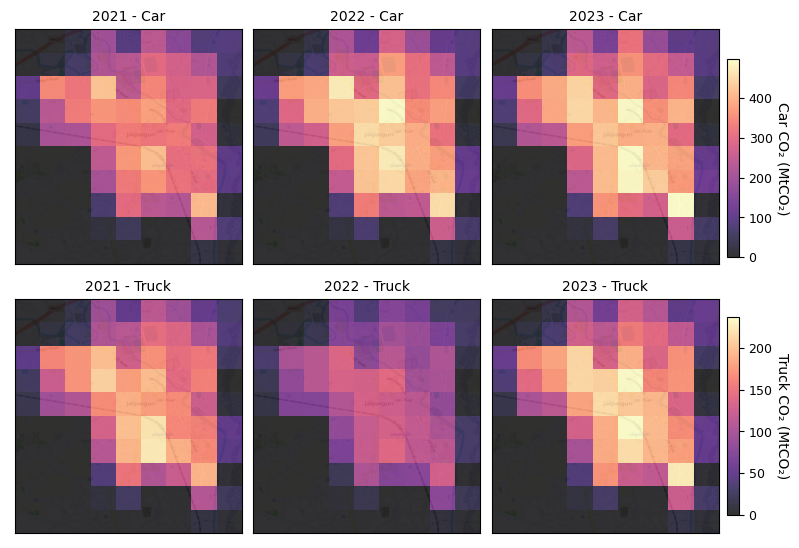 2021 - Car
2022 - Car
2023 - Car
400
300
200
100
0
Car CO₂ (MtCO₂)
2021 - Truck
2022 - Truck
2023 - Truck
200
150
100
50
0
Truck CO₂ (MtCO₂)